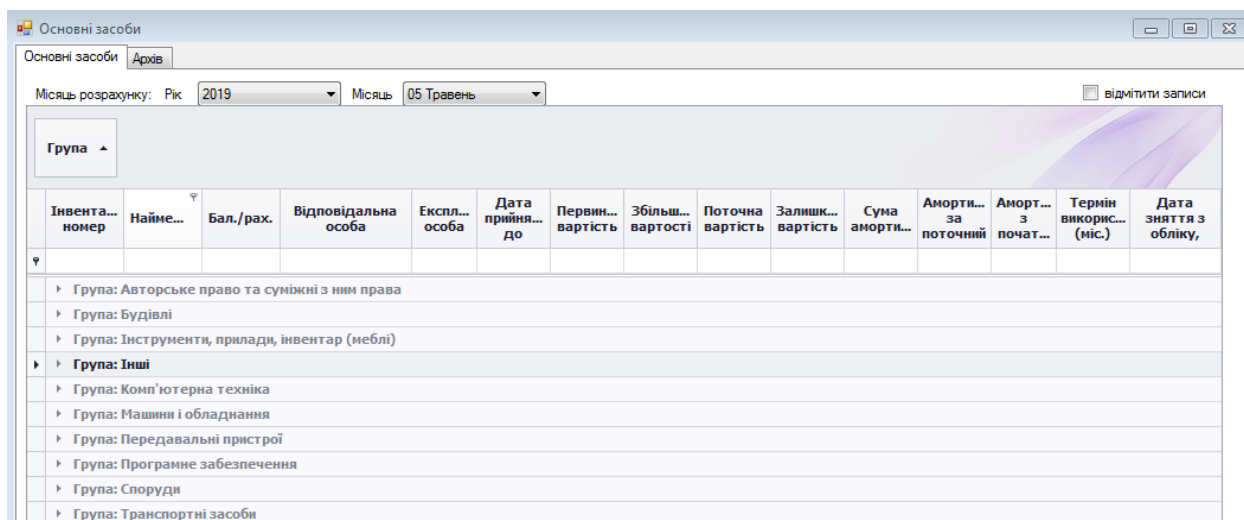 Основні засоби
Основні засоби Архів
Місяць розрахунку: Рік 2019 Місяць 05 Травень відмітити записи
Група
Інвента... номер Найме... Бал./рах. Відповідальна особа Експл... особа Дата прийня... до Первин... вартість Збільш... вартості Поточна вартість Залишк... вартість Сума аморти... Аморти... за поточний Аморт... з почат... Термін викорис... (міс.) Дата зняття з обліку,
Група: Авторське право та суміжні з ним права
Група: Будівлі
Група: Інструменти, прилади, інвентар (меблі)
Група: Інші
Група: Комп'ютерна техніка
Група: Машини і обладнання
Група: Передавальні пристрої
Група: Програмне забезпечення
Група: Споруди
Група: Транспортні засоби